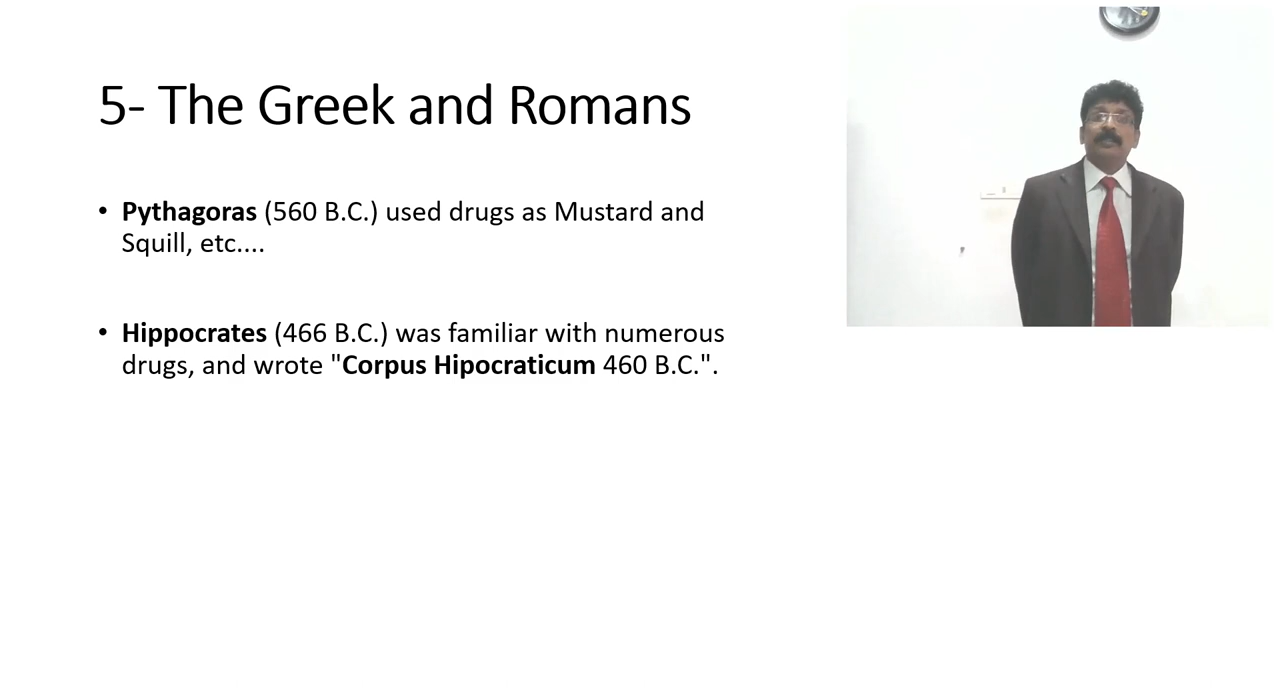 5- The Greek and Romans
• Pythagoras (560 B.C.) used drugs as Mustard and
Squill, etc....
• Hippocrates (466 B.C.) was familiar with numerous
drugs, and wrote "Corpus Hipocraticum 460 B.C.".